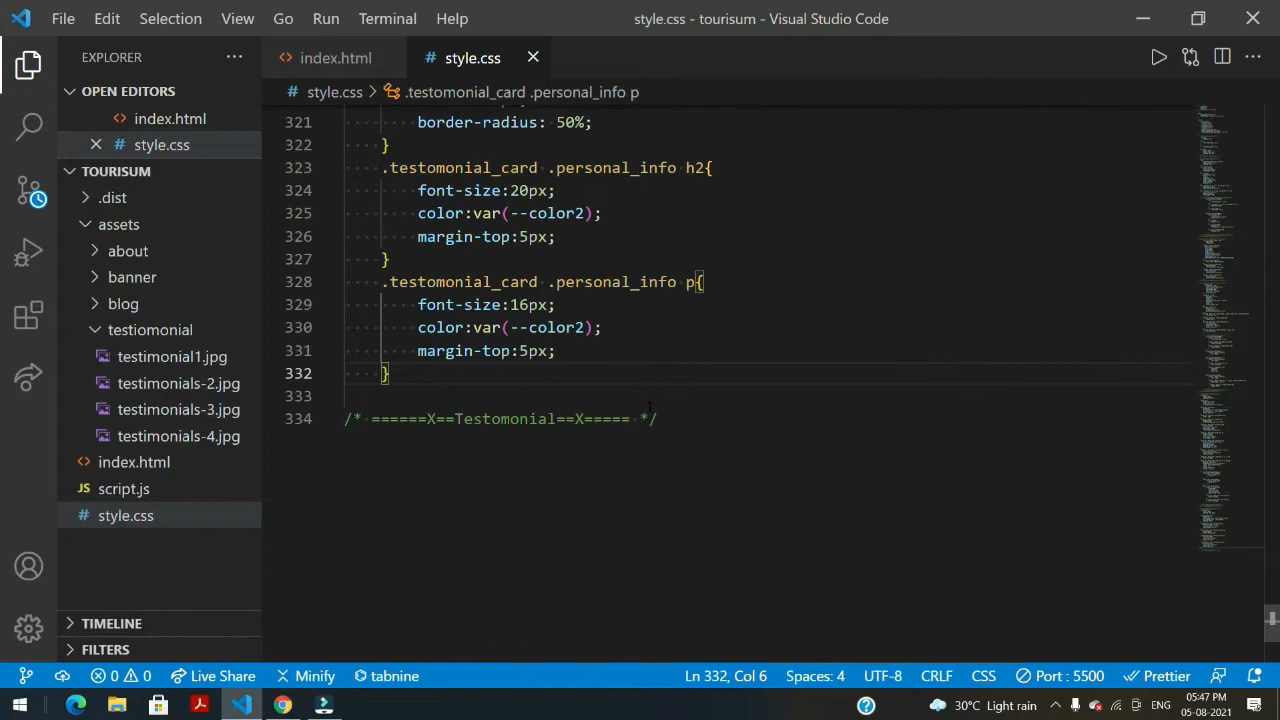 File Edit Selection View Go Run Terminal Help style.css - tourisum - Visual Studio Code
EXPLORER
index.html
style.css
style.css > .testomonial_card .personal_info p
OPEN EDITORS
index.html
style.css
TOURISUM
.dist
assets
about
banner
blog
testiomonial
testimonial1.jpg
testimonials-2.jpg
testimonials-3.jpg
testimonials-4.jpg
index.html
JS script.js
style.css
TIMELINE
FILTERS
321 border-radius: 50%;
322 }
323 .testomonial_card .personal_info h2{
324 font-size:20px;
325 color:var(--color2);
326 margin-top:
327 }
328 .testomonial_card .personal_info p{
329 font-size:
330 color:var(--color2);
331 margin-top:
332 }
333
334 /* ======X==Testomonial==X===== */
0 0 Live Share Minify tabnine Ln 332, Col 6 Spaces: 4 UTF-8 CRLF CSS Port : 5500 Prettier
30°C Light rain ENG 05:47 PM
05-08-2021